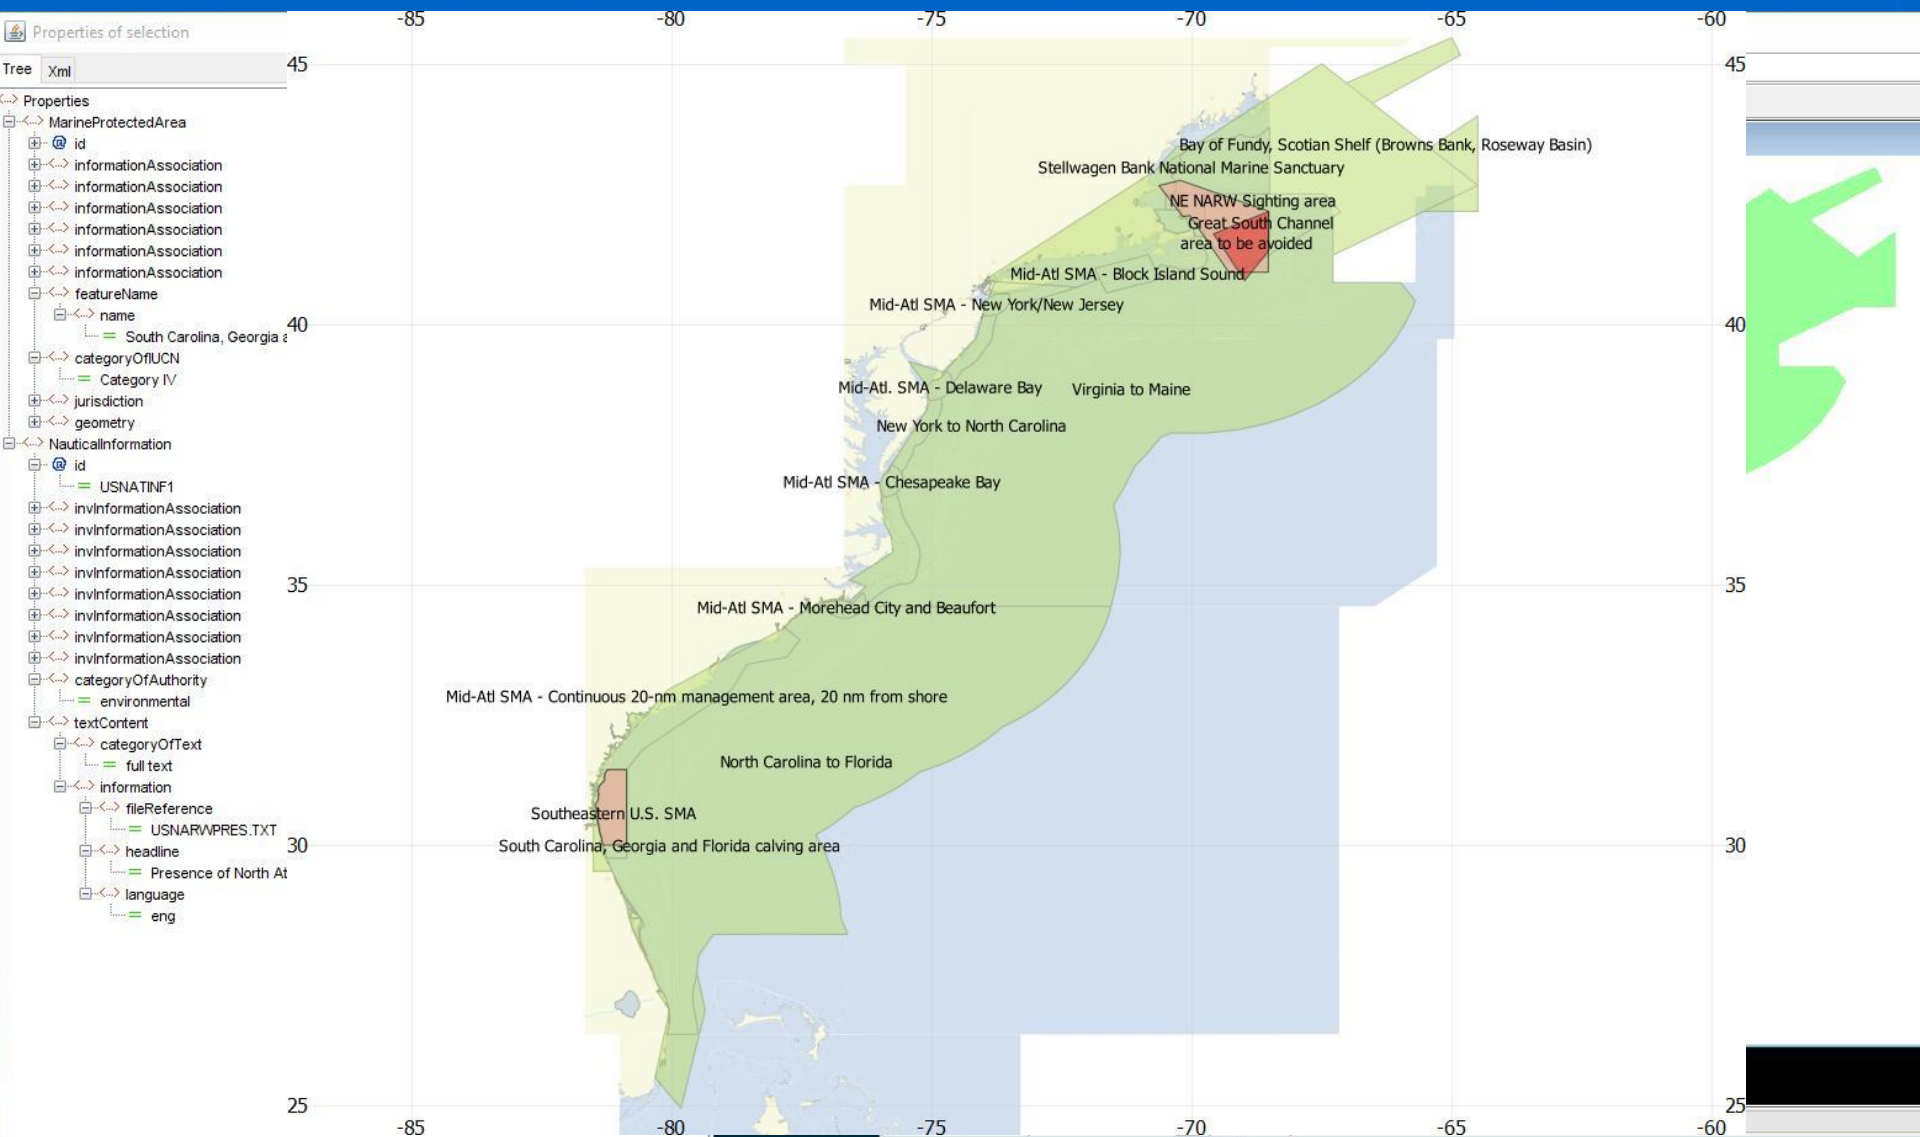 Properties of selection
Tree Xml
Properties
MarineProtectedArea
id
informationAssociation
informationAssociation
informationAssociation
informationAssociation
informationAssociation
informationAssociation
featureName
name
South Carolina, Georgia
categoryOfIUCN
Category IV
jurisdiction
geometry
NauticalInformation
id
USNATINF1
invInformationAssociation
invInformationAssociation
invInformationAssociation
invInformationAssociation
invInformationAssociation
invInformationAssociation
invInformationAssociation
invInformationAssociation
categoryOfAuthority
environmental
textContent
categoryOfText
full text
information
fileReference
USNARWPRES.TXT
headline
Presence of North At
language
eng
-85 -80 -75 -70 -65 -60
45 45
Bay of Fundy, Scotian Shelf (Browns Bank, Roseway Basin)
Stellwagen Bank National Marine Sanctuary
NE NARW Sighting area
Great South Channel
area to be avoided
Mid-Atl SMA - Block Island Sound
Mid-Atl SMA - New York/New Jersey
40 40
Mid-Atl. SMA - Delaware Bay
Virginia to Maine
New York to North Carolina
Mid-Atl SMA - Chesapeake Bay
35 35
Mid-Atl SMA - Morehead City and Beaufort
Mid-Atl SMA - Continuous 20-nm management area, 20 nm from shore
North Carolina to Florida
Southeastern U.S. SMA
30 30
South Carolina, Georgia and Florida calving area
25 25
-85 -80 -75 -70 -65 -60